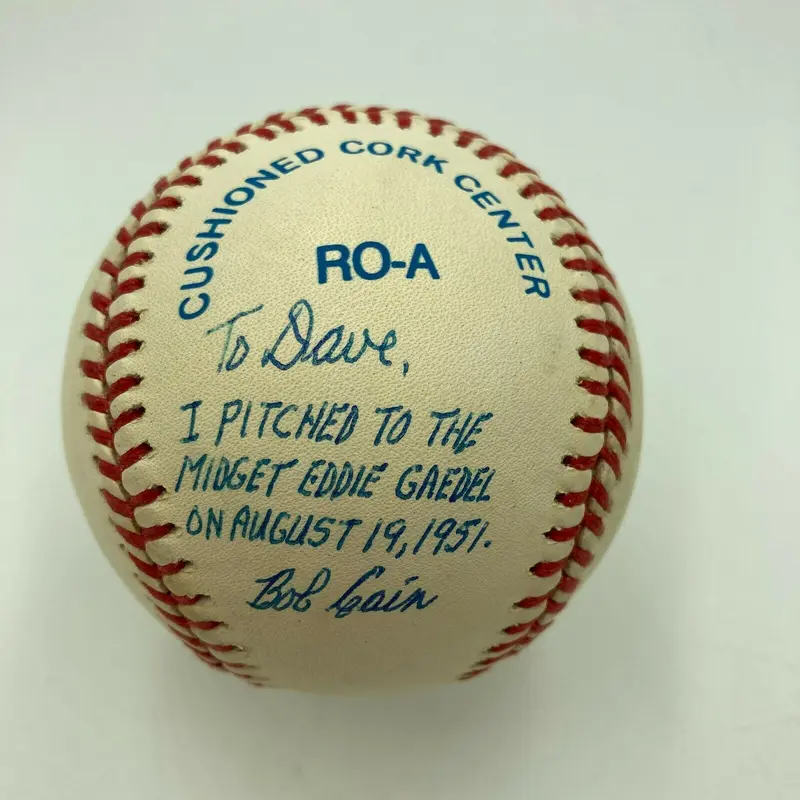 CUSHIONED CORK CENTER
RO-A
To Dave,
I PITCHED TO THE
MIDGET EDDIE GAEDEL
ON AUGUST 19, 1951.
Bob Cain